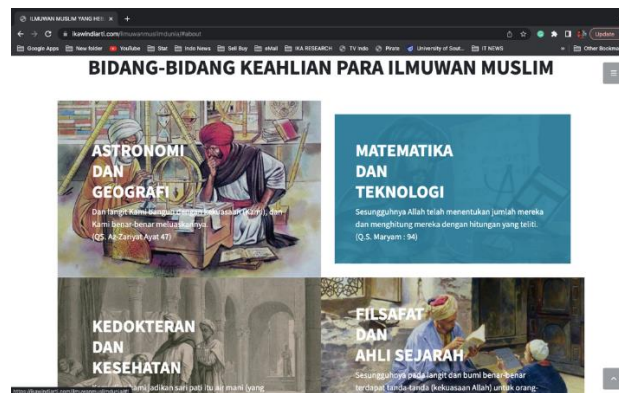 ILMUWAN MUSLIM YANG HEB
ikawindiarti.com/ilmuwanmuslimdunia/#about
Update
Google Apps New folder YouTube Stat Indo News Sell Buy eMail IKA RESEARCH TV Indo Pirate University of Sout... IT NEWS
Other Bookma
BIDANG-BIDANG KEAHLIAN PARA ILMUWAN MUSLIM
ASTRONOMI
DAN
GEOGRAFI
Dan langit Kami bangun dengan kekuasaan (Kami), dan
Kami benar-benar meluaskannya.
(QS. Az-Zariyat Ayat 47)
MATEMATIKA
DAN
TEKNOLOGI
Sesungguhnya Allah telah menentukan jumlah mereka
dan menghitung mereka dengan hitungan yang teliti.
(Q.S. Maryam : 94)
KEDOKTERAN
DAN
KESEHATAN
jadikan sari pati itu air mani (yang
FILSAFAT
DAN
AHLI SEJARAH
Sesungguhnya pada langit dan bumi benar-benar
terdapat tanda-tanda (kekuasaan Allah) untuk orang-